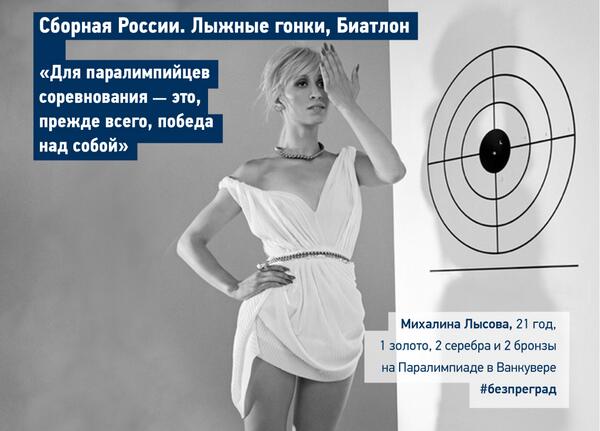 Сборная России. Лыжные гонки, Биатлон
«Для паралимпийцев
соревнования — это,
прежде всего, победа
над собой»
Михалина Лысова, 21 год,
1 золото, 2 серебра и 2 бронзы
на Паралимпиаде в Ванкувере
#безпреград